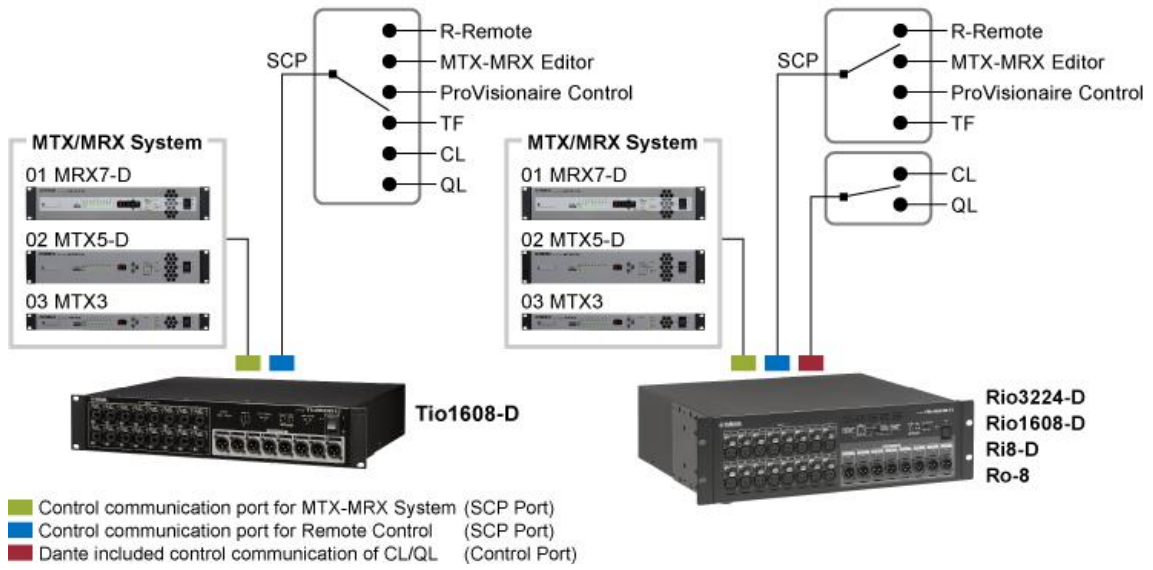 SCP
R-Remote
MTX-MRX Editor
ProVisionaire Control
TF
CL
QL
MTX/MRX System
01 MRX7-D
02 MTX5-D
03 MTX3
Tio1608-D
SCP
R-Remote
MTX-MRX Editor
ProVisionaire Control
TF
CL
QL
MTX/MRX System
01 MRX7-D
02 MTX5-D
03 MTX3
Rio3224-D
Rio1608-D
Ri8-D
Ro-8
Control communication port for MTX-MRX System (SCP Port)
Control communication port for Remote Control (SCP Port)
Dante included control communication of CL/QL (Control Port)